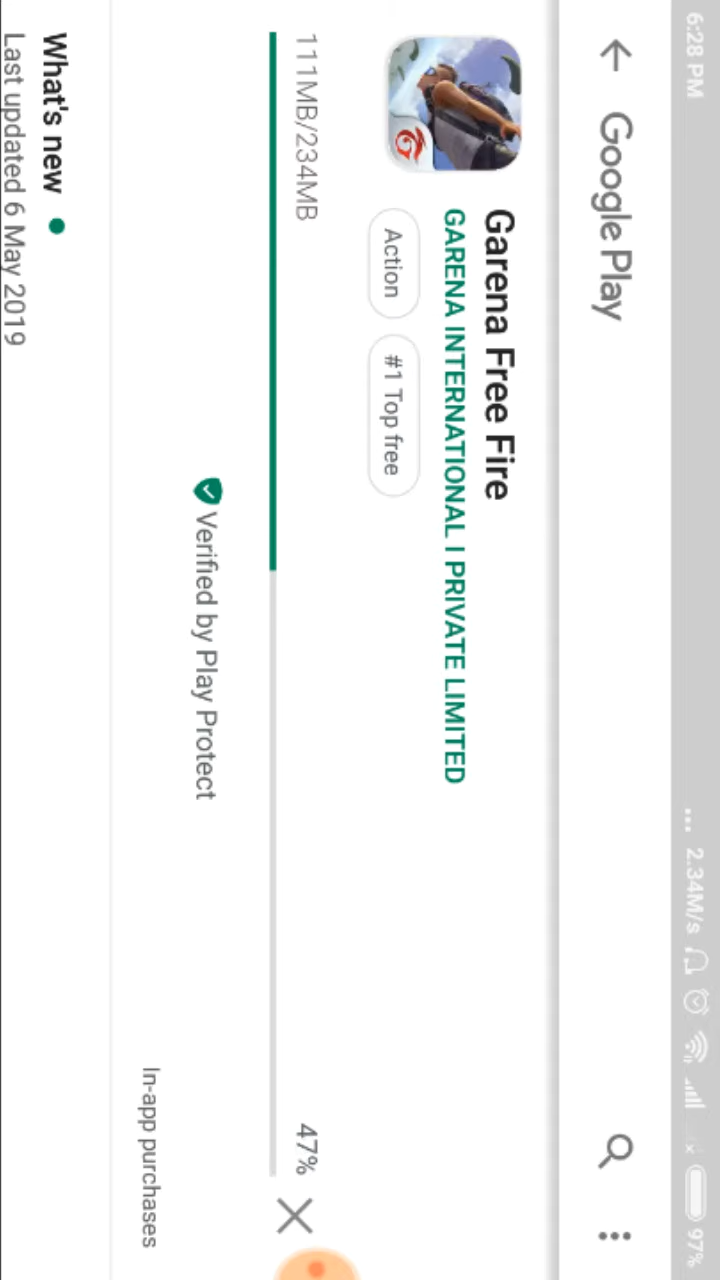 6:28 PM ... 2.34M/s 97%
Google Play
Garena Free Fire
GARENA INTERNATIONAL I PRIVATE LIMITED
Action #1 Top free
111MB/234MB 47%
Verified by Play Protect
In-app purchases
What's new
Last updated 6 May 2019